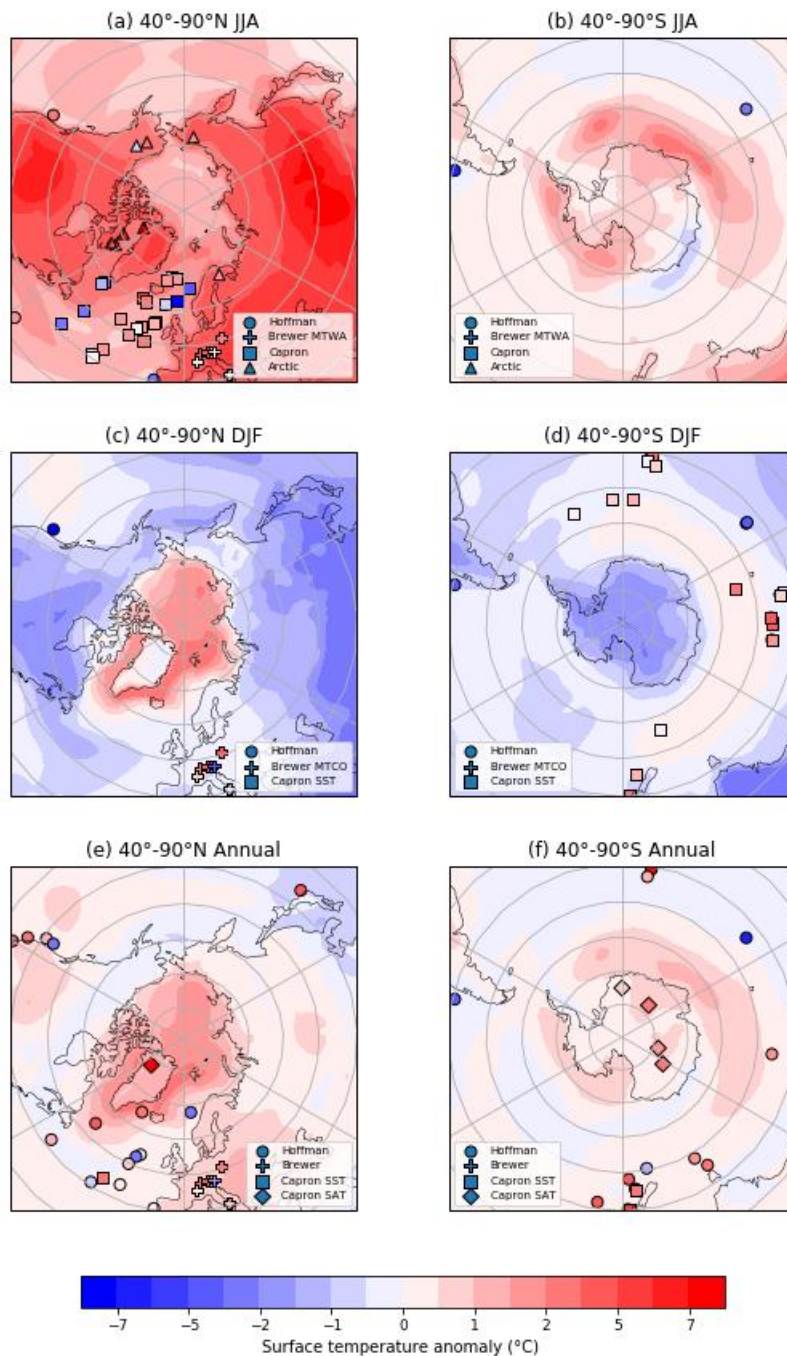 (a) 40°-90°N JJA
(b) 40°-90°S JJA
Hoffman
Brewer MTWA
Capron
Arctic
Hoffman
Brewer MTWA
Capron
Arctic
(c) 40°-90°N DJF
(d) 40°-90°S DJF
Hoffman
Brewer MTCO
Capron SST
Hoffman
Brewer MTCO
Capron SST
(e) 40°-90°N Annual
(f) 40°-90°S Annual
Hoffman
Brewer
Capron SST
Capron SAT
Hoffman
Brewer
Capron SST
Capron SAT
−7 −5 −2 −1 0 1 2 5 7
Surface temperature anomaly (°C)